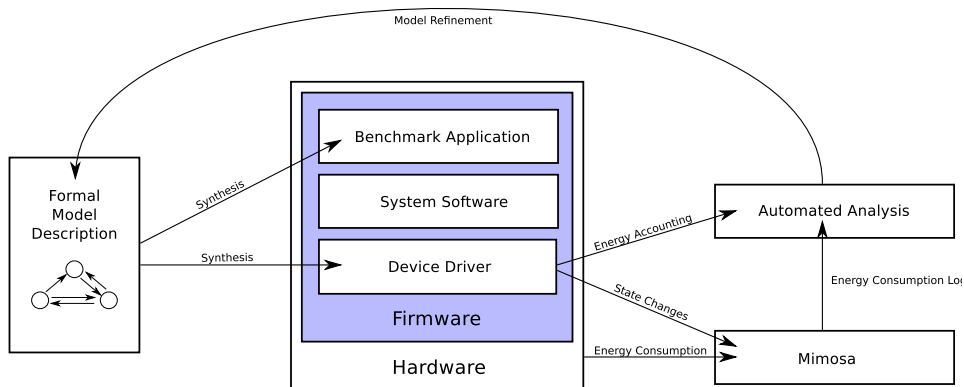 Model Refinement
Benchmark Application
Synthesis
Formal
Model
Description
System Software
Automated Analysis
Energy Accounting
Synthesis
Device Driver
Energy Consumption Log
State Changes
Firmware
Energy Consumption
Mimosa
Hardware